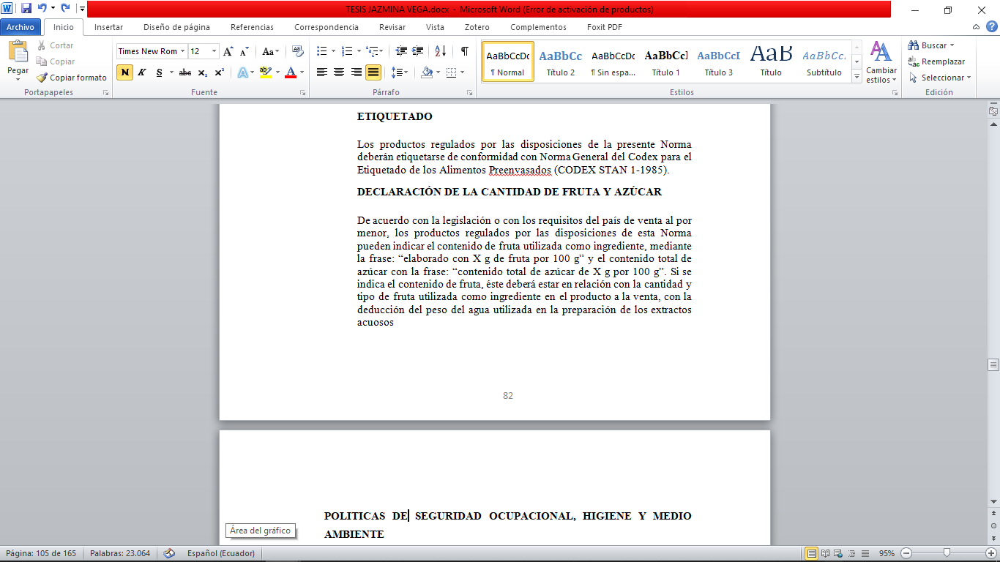 TESIS JAZMINA VEGA.docx - Microsoft Word (Error de activación de productos)
Archivo Inicio Insertar Diseño de página Referencias Correspondencia Revisar Vista Zotero Complementos Foxit PDF
Pegar
Cortar
Copiar
Copiar formato
Portapapeles
Times New Rom 12
Fuente
Párrafo
AaBbCcDc AaBbCc AaBbCcDc AaBbCcI AaBbCcI AaB AaBbCc.
¶ Normal Título 2 ¶ Sin espa... Título 1 Título 3 Título Subtítulo
Estilos
Cambiar
estilos
Buscar
Reemplazar
Seleccionar
Edición
ETIQUETADO
Los productos regulados por las disposiciones de la presente Norma
deberán etiquetarse de conformidad con Norma General del Codex para el
Etiquetado de los Alimentos Preenvasados (CODEX STAN 1-1985).
DECLARACIÓN DE LA CANTIDAD DE FRUTA Y AZÚCAR
De acuerdo con la legislación o con los requisitos del país de venta al por
menor, los productos regulados por las disposiciones de esta Norma
pueden indicar el contenido de fruta utilizada como ingrediente, mediante
la frase: “elaborado con X g de fruta por 100 g” y el contenido total de
azúcar con la frase: “contenido total de azúcar de X g por 100 g”. Si se
indica el contenido de fruta, éste deberá estar en relación con la cantidad y
tipo de fruta utilizada como ingrediente en el producto a la venta, con la
deducción del peso del agua utilizada en la preparación de los extractos
acuosos
82
POLITICAS DE SEGURIDAD OCUPACIONAL, HIGIENE Y MEDIO
AMBIENTE
Área del gráfico
Página: 105 de 165 Palabras: 23.064 Español (Ecuador) 95%